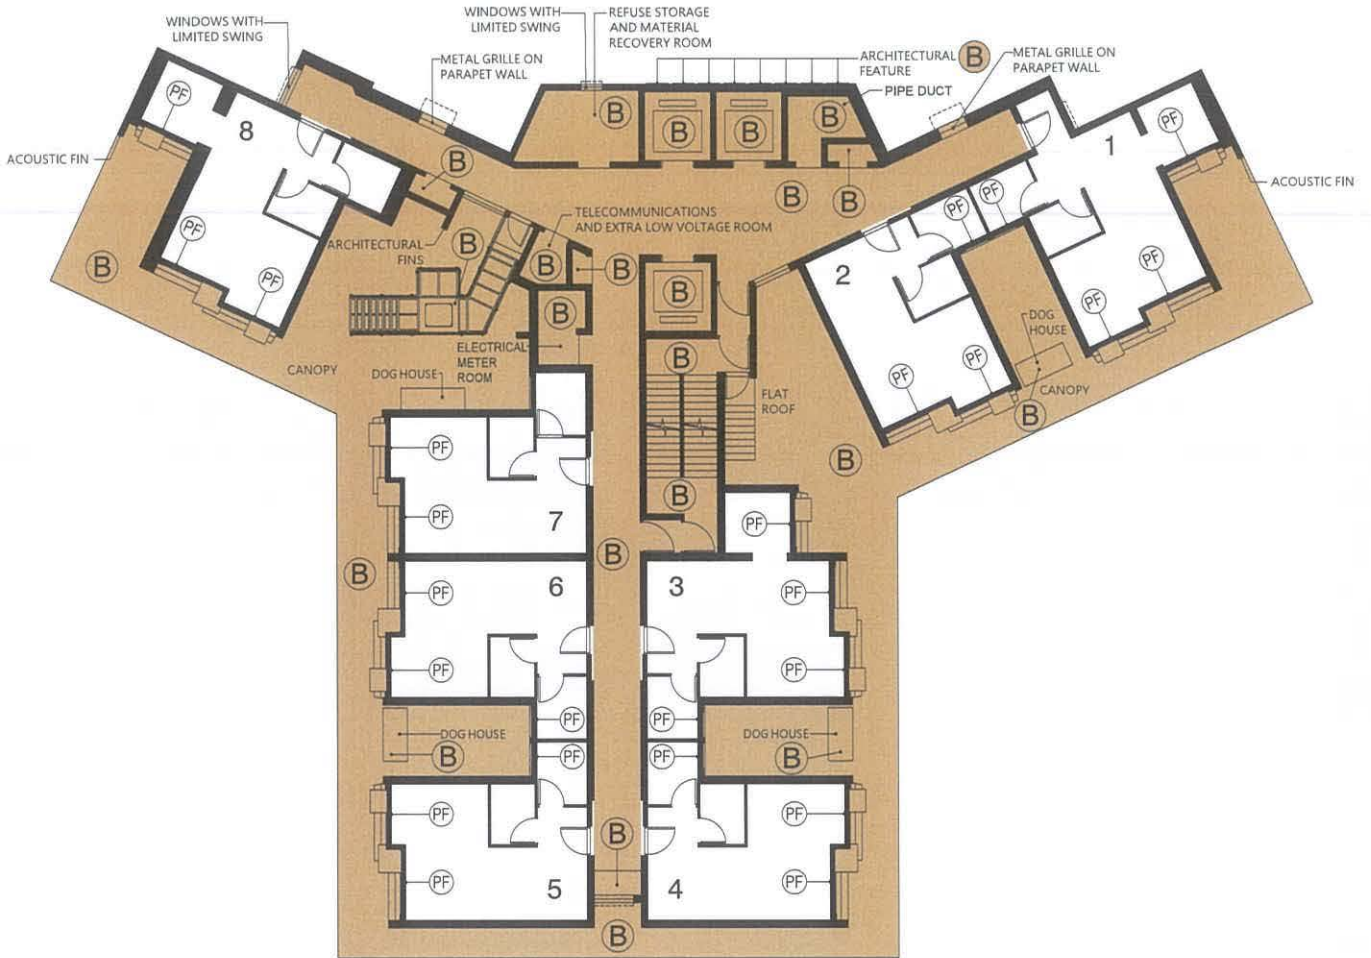 WINDOWS WITH
LIMITED SWING
WINDOWS WITH
LIMITED SWING
REFUSE STORAGE
AND MATERIAL
RECOVERY ROOM
METAL GRILLE ON
PARAPET WALL
ARCHITECTURAL
FEATURE
B
METAL GRILLE ON
PARAPET WALL
PIPE DUCT
PF
8
B
B
B
B
PF
1
ACOUSTIC FIN
B
B
ACOUSTIC FIN
B
B
PF
PF
TELECOMMUNICATIONS
AND EXTRA LOW VOLTAGE ROOM
PF
ARCHITECTURAL
FINS
B
B
B
B
PF
PF
B
2
PF
PF
B
DOG
HOUSE
ELECTRICAL
METER
ROOM
B
PF
PF
CANOPY
DOG HOUSE
FLAT
ROOF
CANOPY
B
PF
B
B
PF
7
PF
B
B
PF
6
3
PF
PF
PF
PF
PF
DOG HOUSE
B
DOG HOUSE
B
PF
PF
PF
PF
B
PF
5
4
PF
B